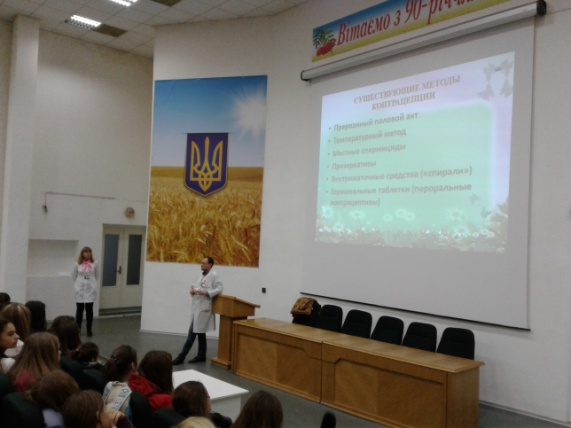 Вітаємо з 90-річчям
СУЩЕСТВУЮЩИЕ МЕТОДЫ
КОНТРАЦЕПЦИИ
• Прерванный половой акт
• Температурный метод
• Местные спермициды
• Презервативы
• Внутриматочные средства («спирали»)
• Гормональные таблетки (пероральные
контрацептивы)